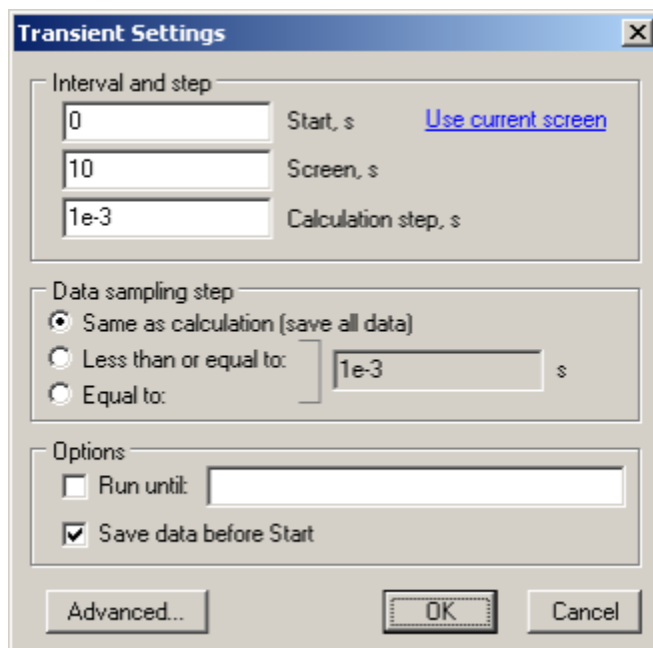 Transient Settings
Interval and step
0 Start, s Use current screen
10 Screen, s
1e-3 Calculation step, s
Data sampling step
Same as calculation (save all data)
Less than or equal to: 1e-3 s
Equal to:
Options
Run until:
Save data before Start
Advanced... OK Cancel